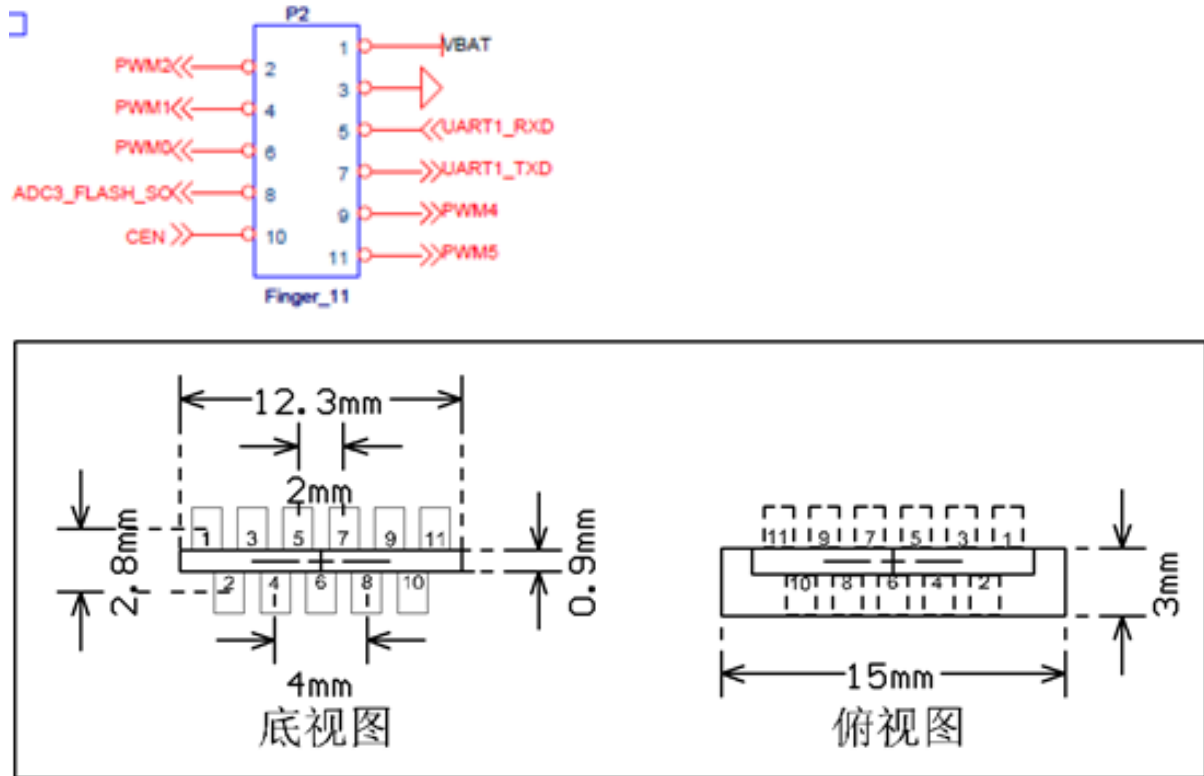 P2
1 VBAT
PWM2 2
3
PWM1 4
5 UART1_RXD
PWM0 6
7 UART1_TXD
ADC3_FLASH_SO 8
9 PWM4
CEN 10
11 PWM5
Finger_11
12.3mm
2mm
2.8mm
1 3 5 7 9 11
2 4 6 8 10
0.9mm
4mm
底视图
11 9 7 5 3 1
10 8 6 4 2
3mm
15mm
俯视图